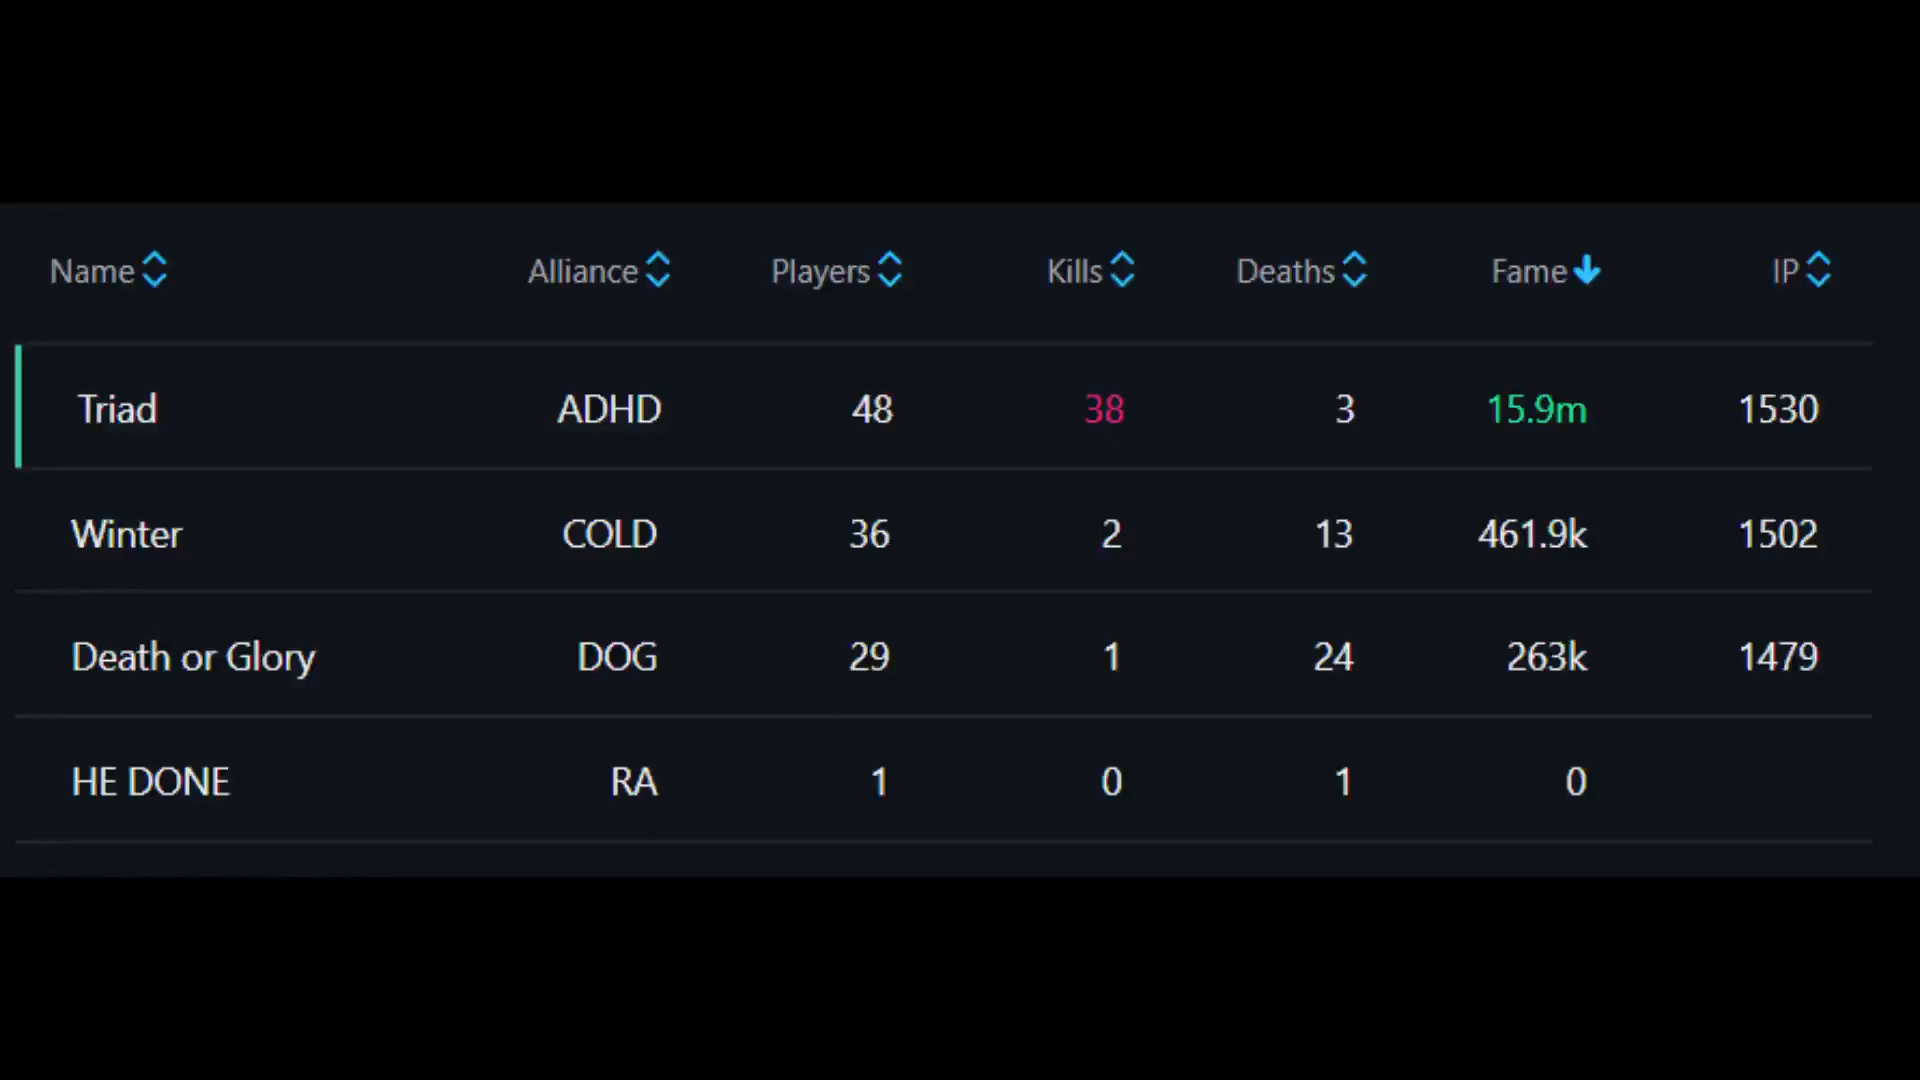 Name Alliance Players Kills Deaths Fame IP
Triad ADHD 48 38 3 15.9m 1530
Winter COLD 36 2 13 461.9k 1502
Death or Glory DOG 29 1 24 263k 1479
HE DONE RA 1 0 1 0